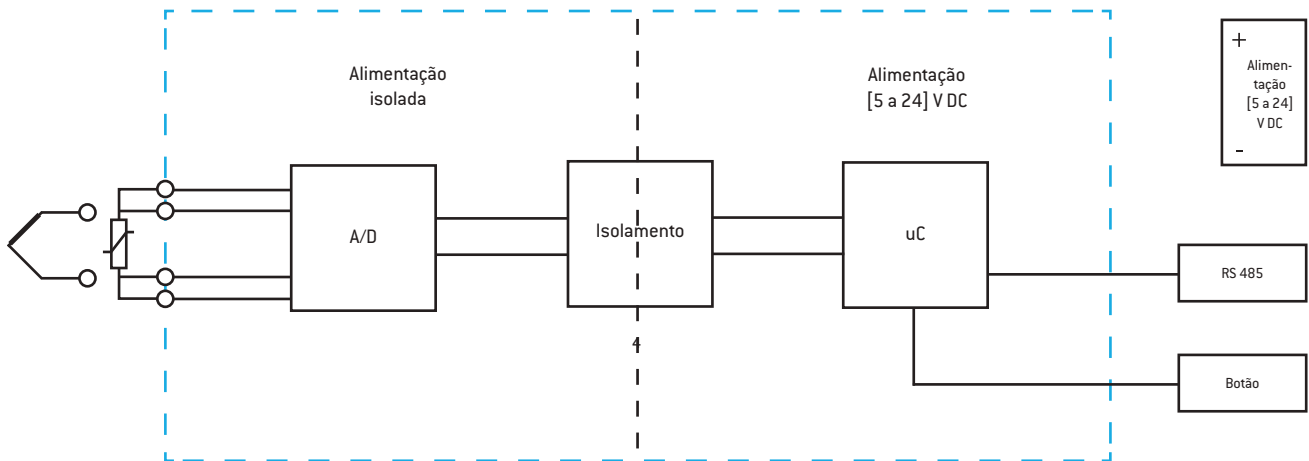 Alimentação
isolada
Alimentação
[5 a 24] V DC
+
Alimen-
tação
[5 a 24]
V DC
-
A/D
Isolamento
uC
RS 485
4
Botão